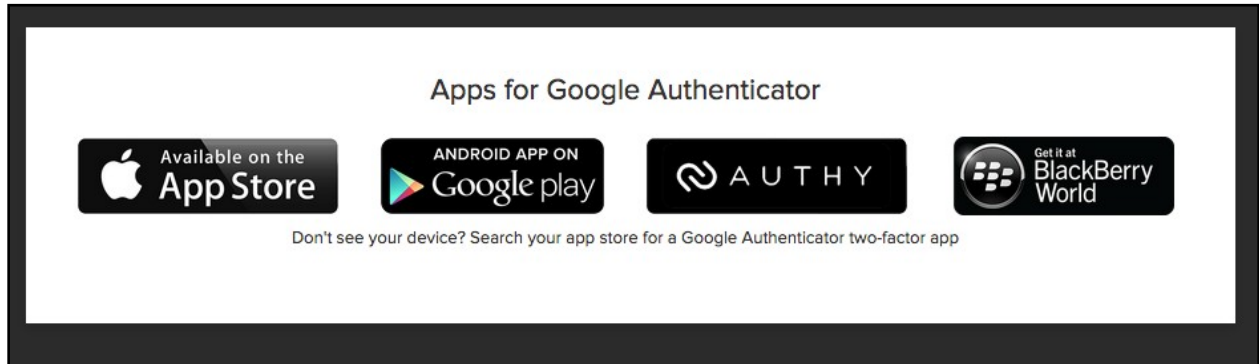 Apps for Google Authenticator
Available on the
App Store
ANDROID APP ON
Google play
AUTHY
Get it at
BlackBerry
World
Don't see your device? Search your app store for a Google Authenticator two-factor app